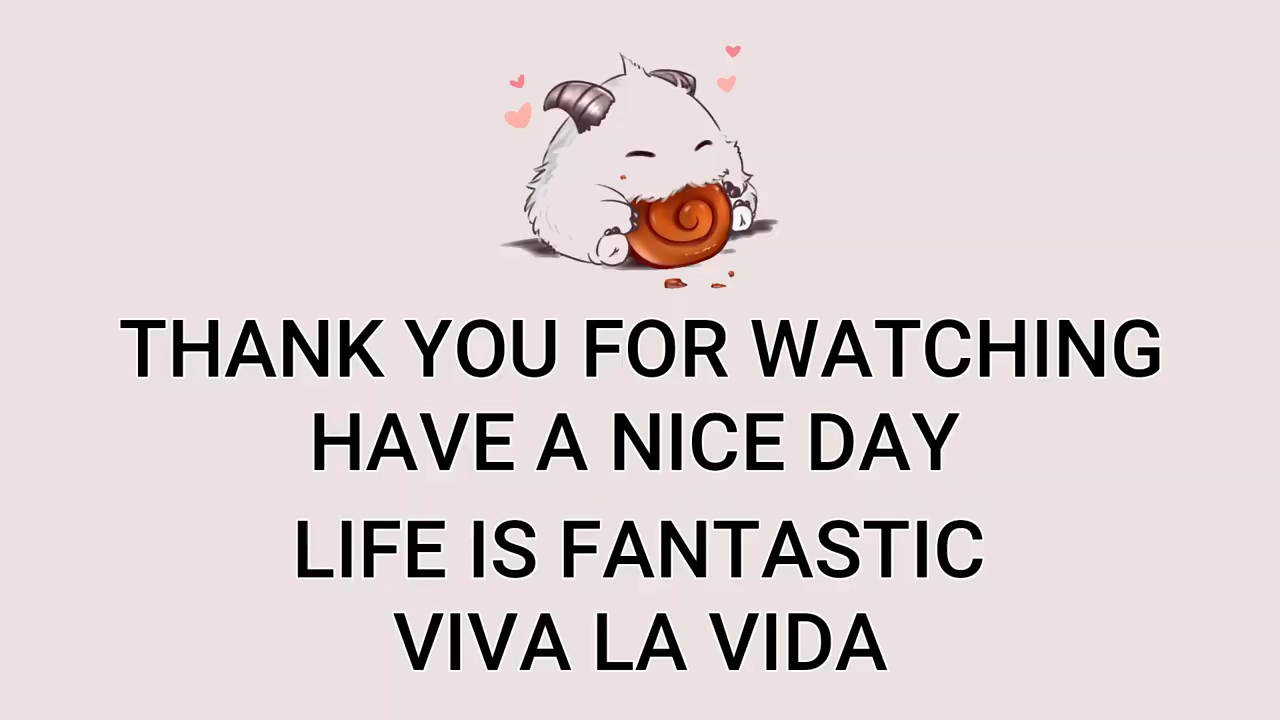 THANK YOU FOR WATCHING
HAVE A NICE DAY
LIFE IS FANTASTIC
VIVA LA VIDA